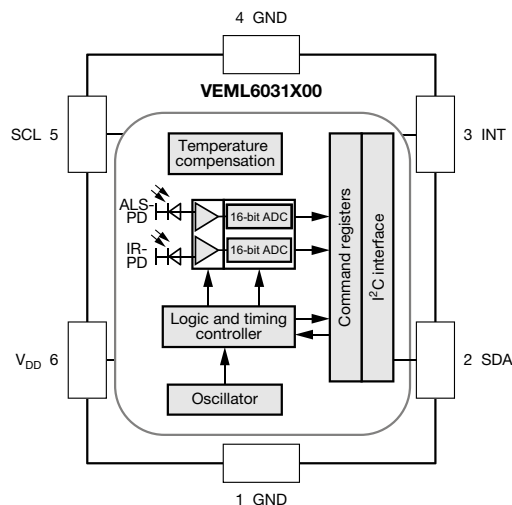 4 GND
VEML6031X00
SCL 5
3 INT
Temperature
compensation
ALS-
PD
16-bit ADC
IR-
PD
16-bit ADC
Command registers
I²C interface
Logic and timing
controller
V_DD 6
2 SDA
Oscillator
1 GND